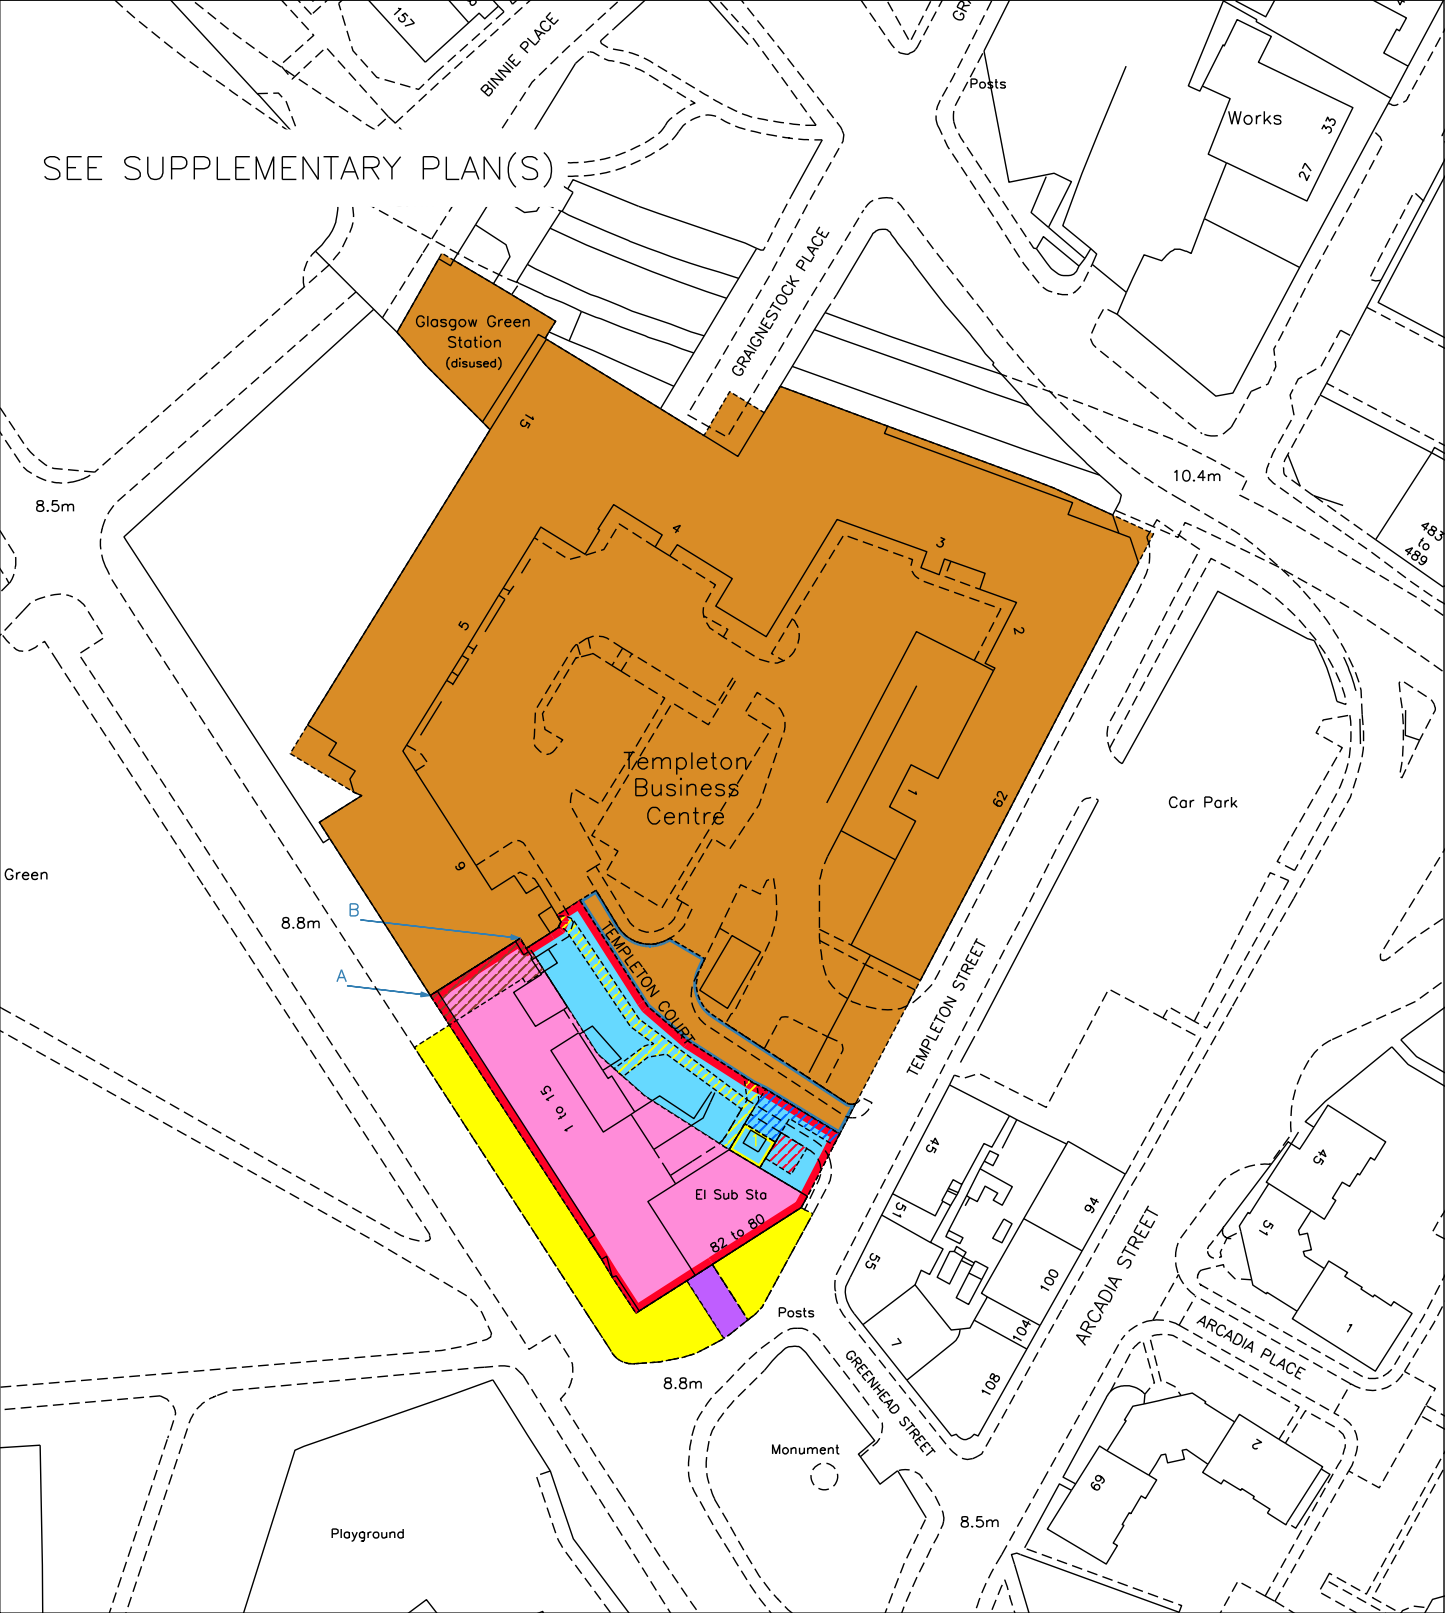 157
BINNIE PLACE
Posts
Works
33
27
SEE SUPPLEMENTARY PLAN(S)
GRAIGNESTOCK PLACE
Glasgow Green
Station
(disused)
15
10.4m
8.5m
483
to
489
4
3
5
2
Templeton
Business
Centre
1
62
Car Park
Green
9
B
8.8m
A
TEMPLETON COURT
TEMPLETON STREET
1 to 15
El Sub Sta
82 to 80
45
51
55
94
100
104
108
7
ARCADIA STREET
45
51
1
ARCADIA PLACE
Posts
8.8m
GREENHEAD STREET
Monument
2
69
8.5m
Playground